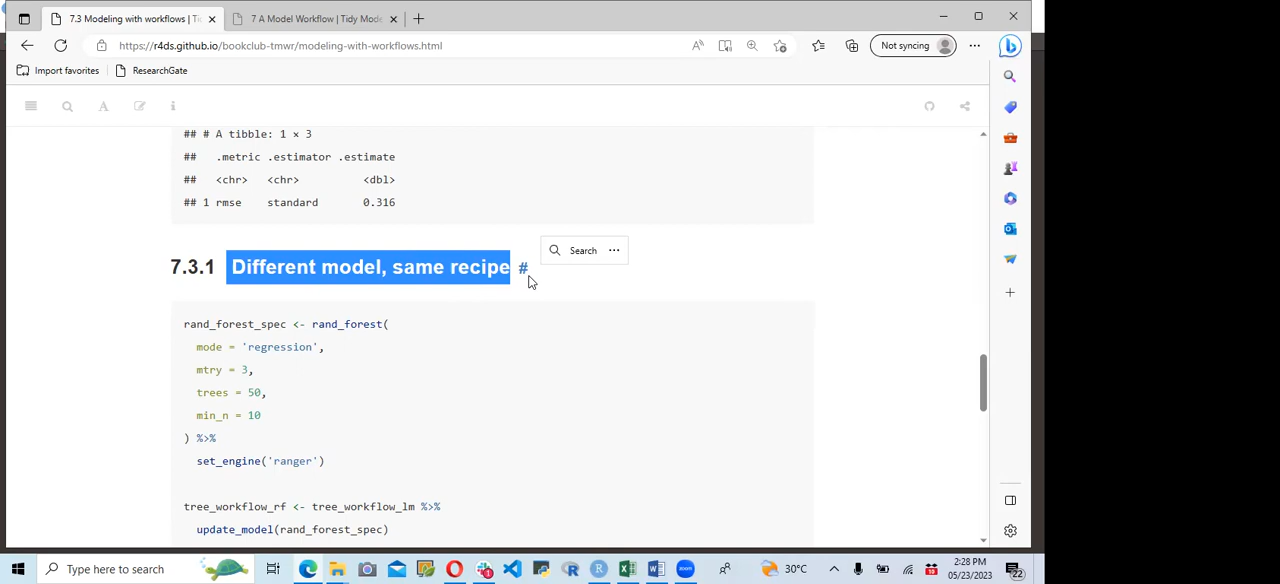 7.3 Modeling with workflows | Ti
7 A Model Workflow | Tidy Mode
https://r4ds.github.io/bookclub-tmwr/modeling-with-workflows.html
Not syncing
Import favorites
ResearchGate
## # A tibble: 1 × 3
##   .metric .estimator .estimate
##   <chr>   <chr>          <dbl>
## 1 rmse    standard       0.316
Search
7.3.1 Different model, same recipe #
rand_forest_spec <- rand_forest(
  mode = 'regression',
  mtry = 3,
  trees = 50,
  min_n = 10
) %>%
  set_engine('ranger')
tree_workflow_rf <- tree_workflow_lm %>%
  update_model(rand_forest_spec)
Type here to search
30°C
2:28 PM
05/23/2023
22